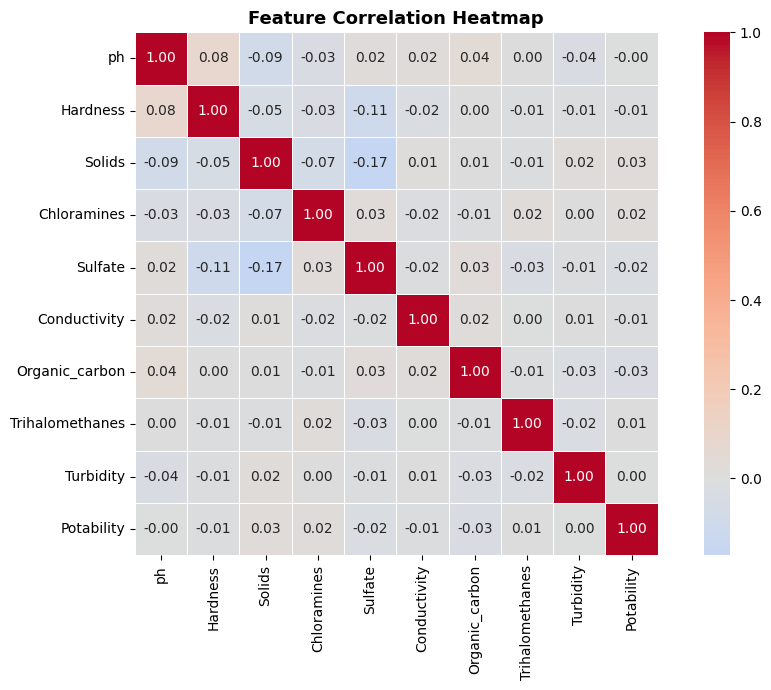 Feature Correlation Heatmap
ph 1.00 0.08 -0.09 -0.03 0.02 0.02 0.04 0.00 -0.04 -0.00
Hardness 0.08 1.00 -0.05 -0.03 -0.11 -0.02 0.00 -0.01 -0.01 -0.01
Solids -0.09 -0.05 1.00 -0.07 -0.17 0.01 0.01 -0.01 0.02 0.03
Chloramines -0.03 -0.03 -0.07 1.00 0.03 -0.02 -0.01 0.02 0.00 0.02
Sulfate 0.02 -0.11 -0.17 0.03 1.00 -0.02 0.03 -0.03 -0.01 -0.02
Conductivity 0.02 -0.02 0.01 -0.02 -0.02 1.00 0.02 0.00 0.01 -0.01
Organic_carbon 0.04 0.00 0.01 -0.01 0.03 0.02 1.00 -0.01 -0.03 -0.03
Trihalomethanes 0.00 -0.01 -0.01 0.02 -0.03 0.00 -0.01 1.00 -0.02 0.01
Turbidity -0.04 -0.01 0.02 0.00 -0.01 0.01 -0.03 -0.02 1.00 0.00
Potability -0.00 -0.01 0.03 0.02 -0.02 -0.01 -0.03 0.01 0.00 1.00
ph Hardness Solids Chloramines Sulfate Conductivity Organic_carbon Trihalomethanes Turbidity Potability
1.0
0.8
0.6
0.4
0.2
0.0